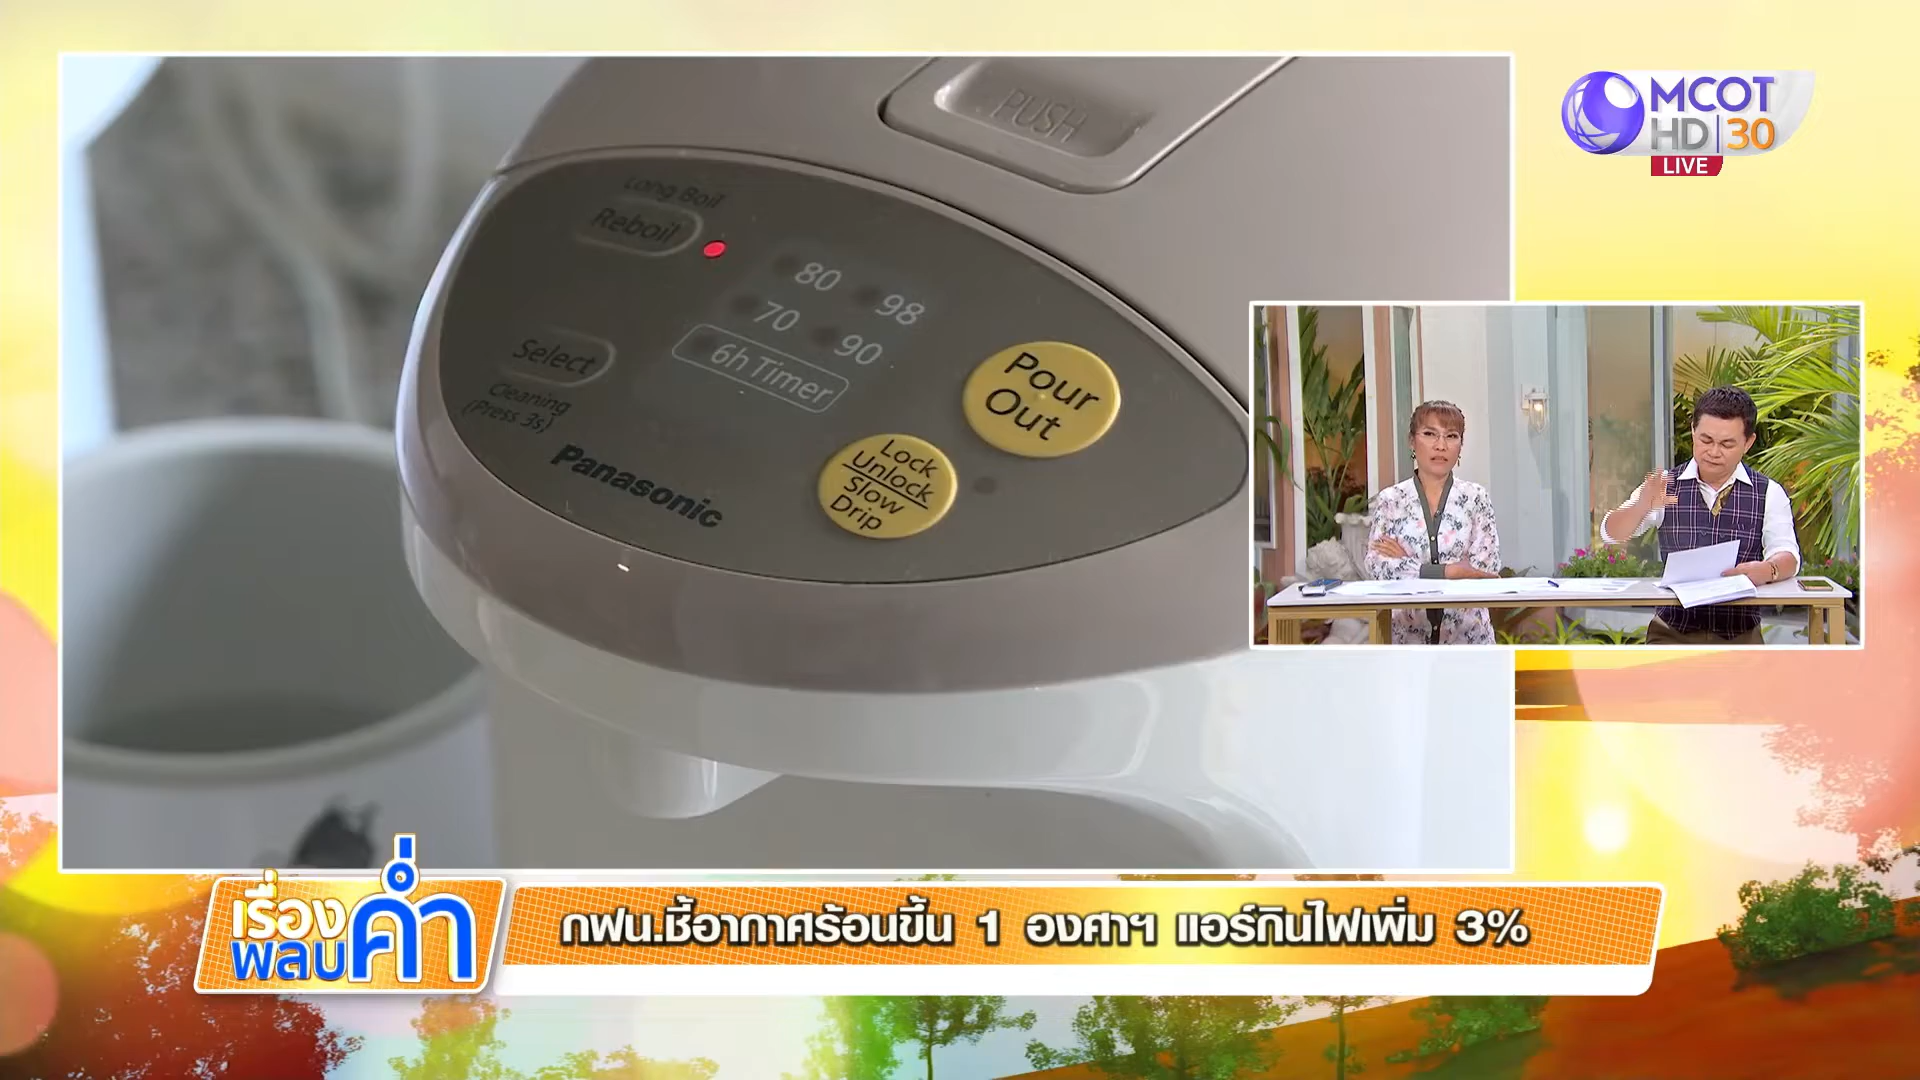 PUSH
Long Boil
Reboil
80
98
70
90
6h Timer
Select
Cleaning
(Press 3s)
Panasonic
Pour
Out
Lock
Unlock
Slow
Drip
MCOT
HD 30
LIVE
เรื่อง
พลบ
ค่ำ
กฟน.ชี้อากาศร้อนขึ้น 1 องศาฯ แอร์กินไฟเพิ่ม 3%